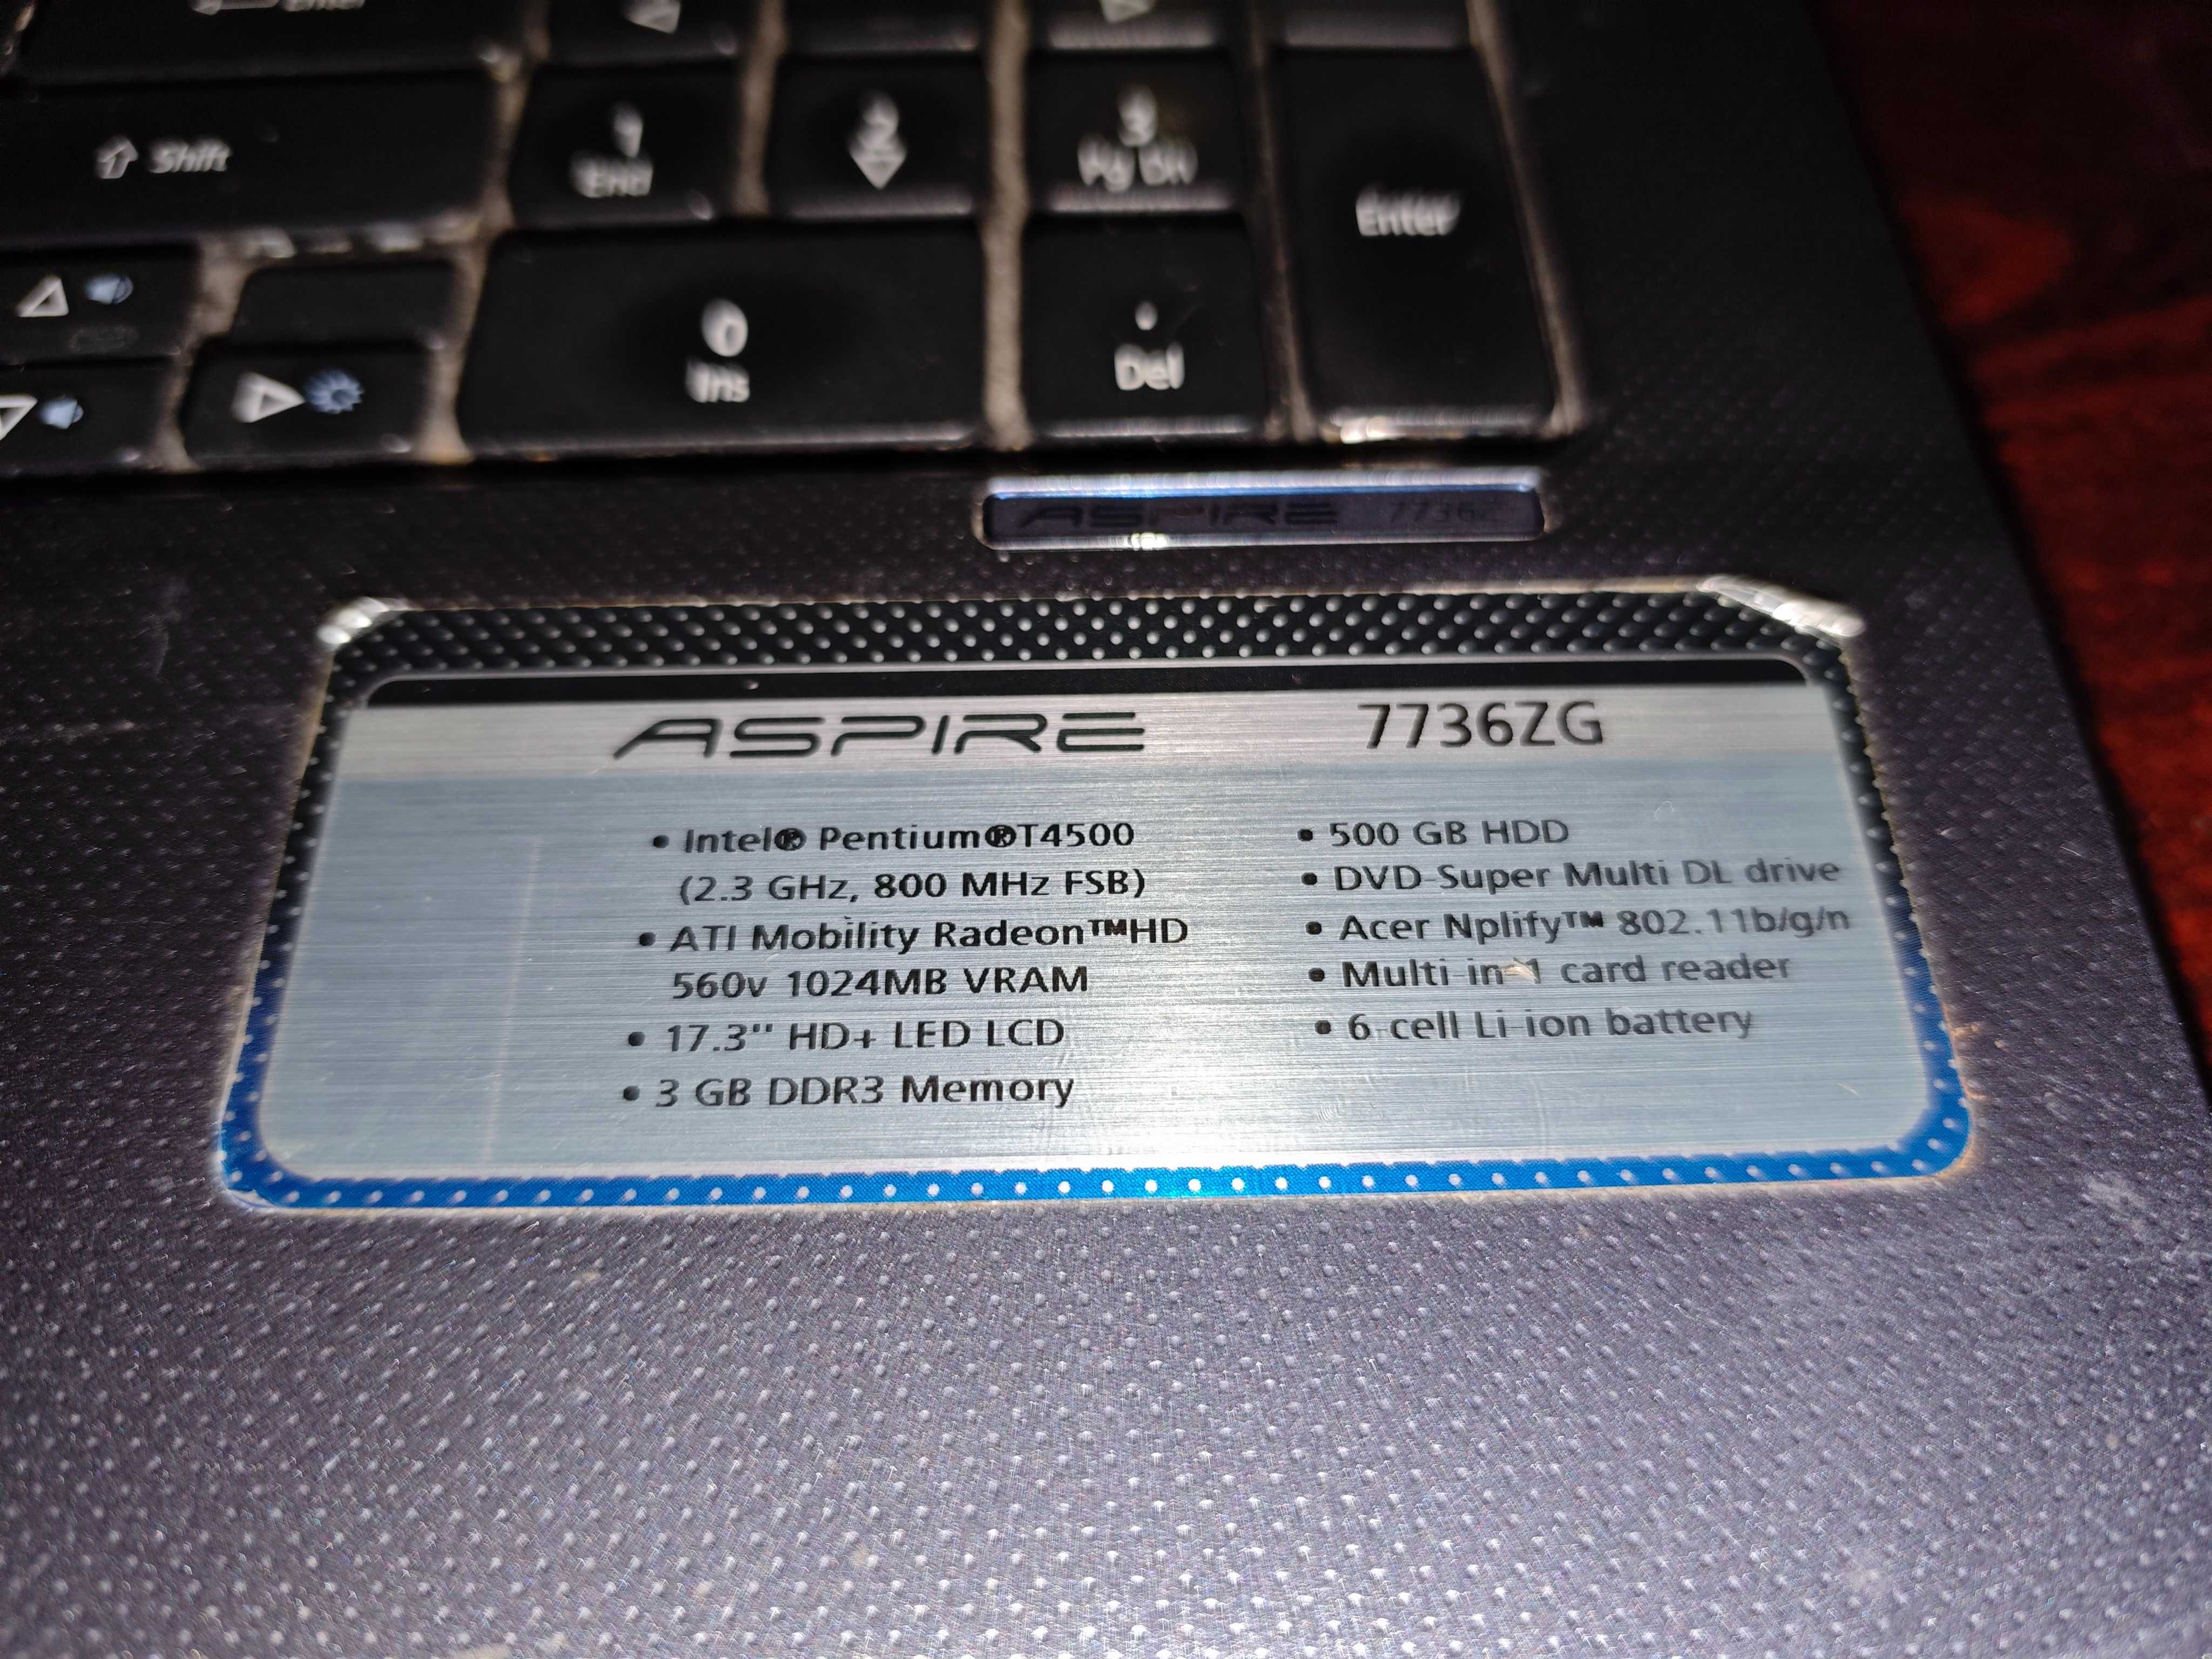 Shift
1
End
2
3
Pg Dn
Enter
0
Ins
.
Del
ASPIRE 7736Z
ASPIRE 7736ZG
• Intel® Pentium®T4500
(2.3 GHz, 800 MHz FSB)
• ATI Mobility Radeon™HD
560v 1024MB VRAM
• 17.3" HD+ LED LCD
• 3 GB DDR3 Memory
• 500 GB HDD
• DVD-Super Multi DL drive
• Acer Nplify™ 802.11b/g/n
• Multi-in-1 card reader
• 6-cell Li-ion battery